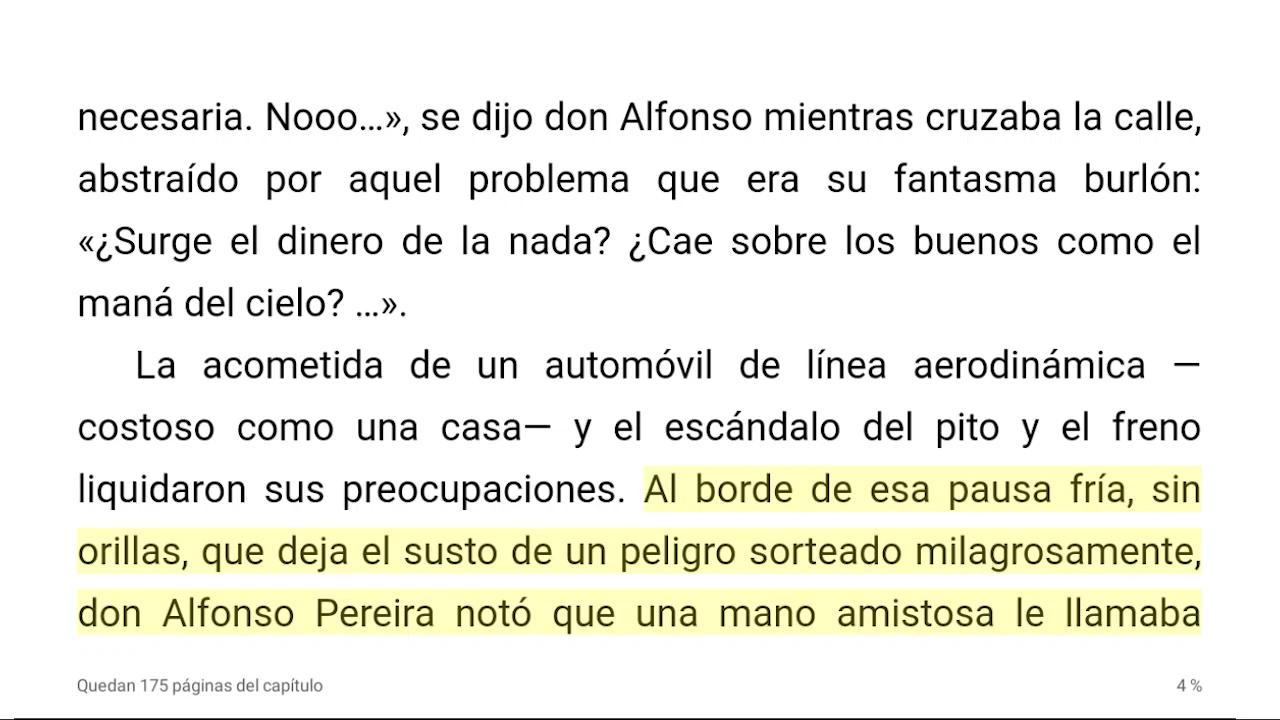 necesaria. Nooo…», se dijo don Alfonso mientras cruzaba la calle,
abstraído por aquel problema que era su fantasma burlón:
«¿Surge el dinero de la nada? ¿Cae sobre los buenos como el
maná del cielo? …».
La acometida de un automóvil de línea aerodinámica —
costoso como una casa— y el escándalo del pito y el freno
liquidaron sus preocupaciones. Al borde de esa pausa fría, sin
orillas, que deja el susto de un peligro sorteado milagrosamente,
don Alfonso Pereira notó que una mano amistosa le llamaba
Quedan 175 páginas del capítulo
4 %